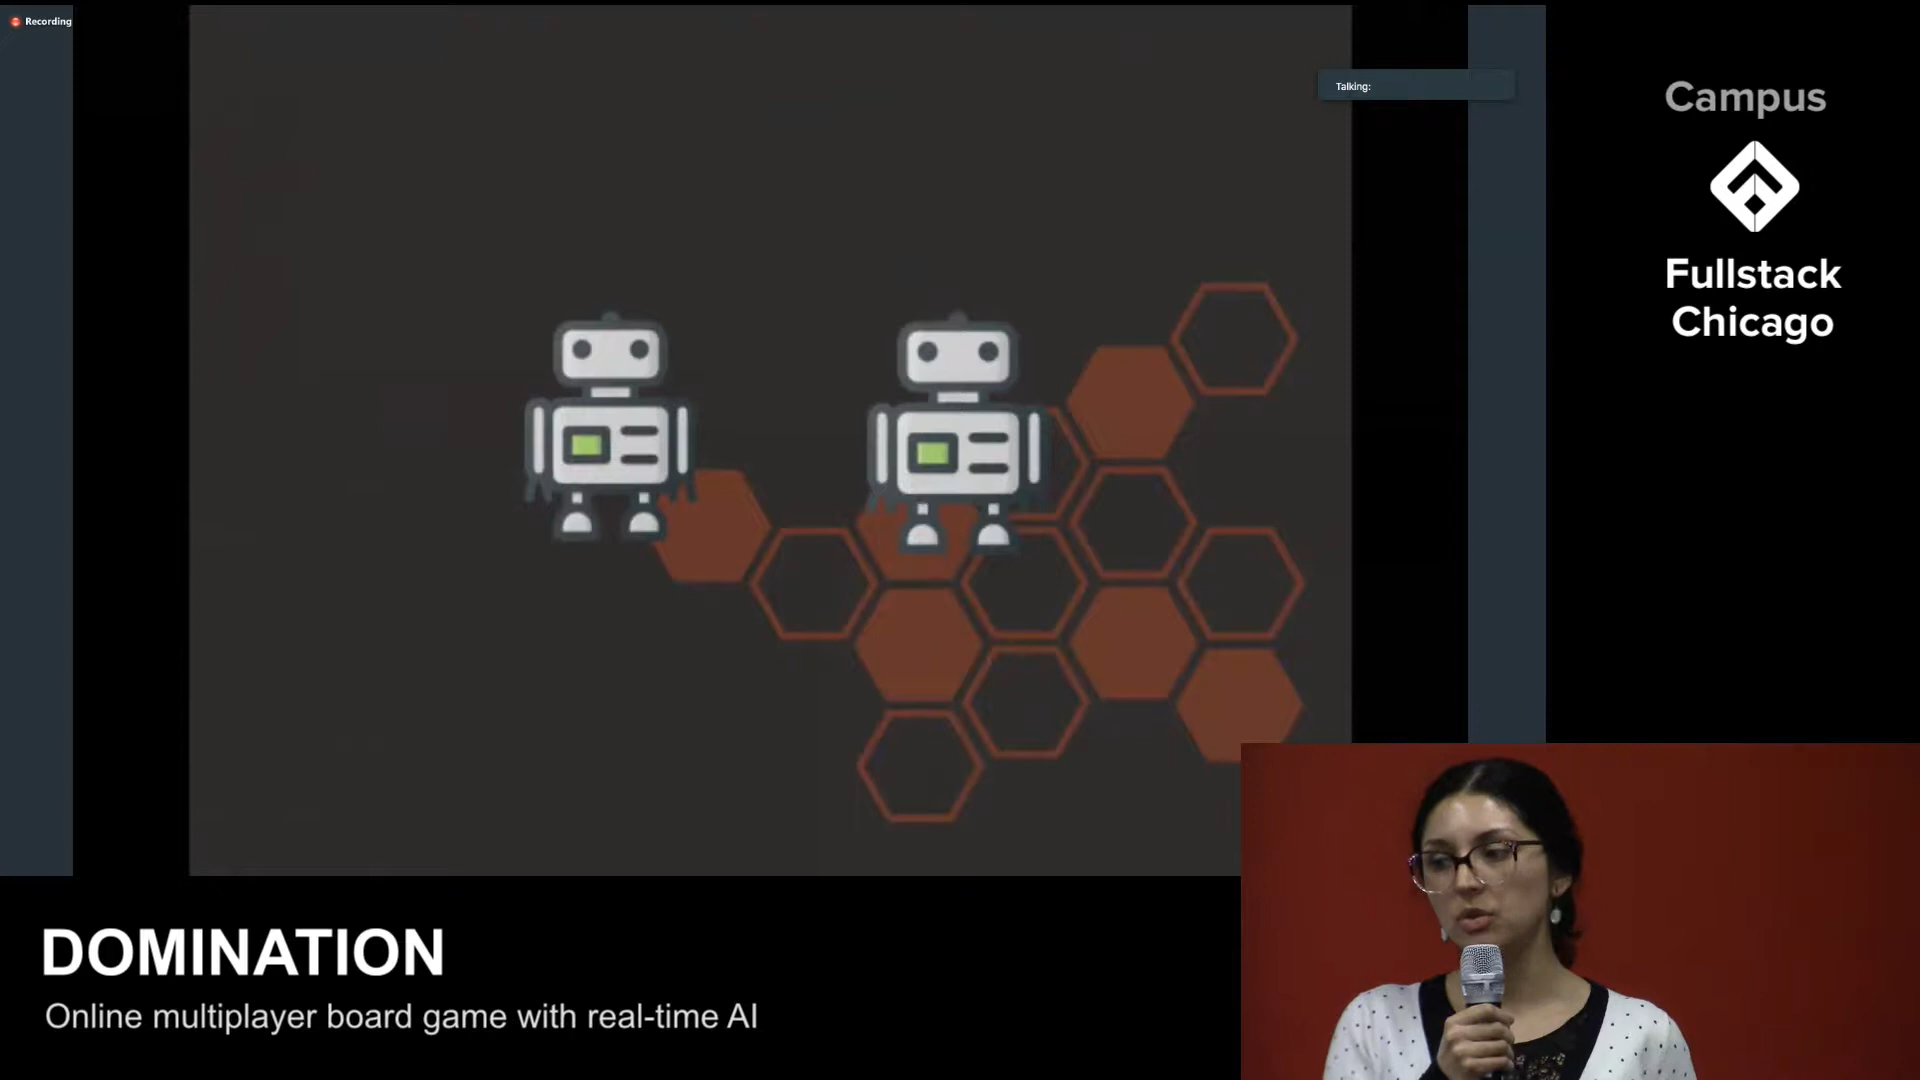 Recording
Talking:
Campus
Fullstack
Chicago
DOMINATION
Online multiplayer board game with real-time AI